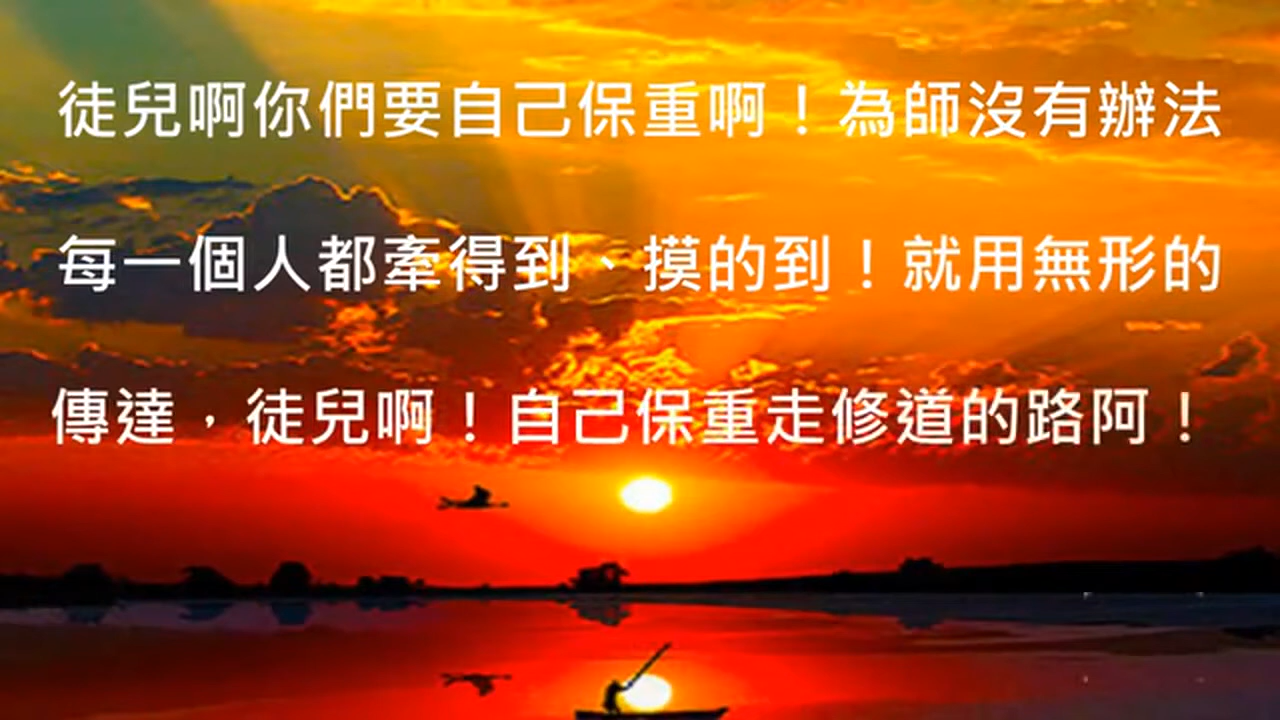 徒兒啊你們要自己保重啊！為師沒有辦法
每一個人都牽得到、摸的到！就用無形的
傳達，徒兒啊！自己保重走修道的路阿！